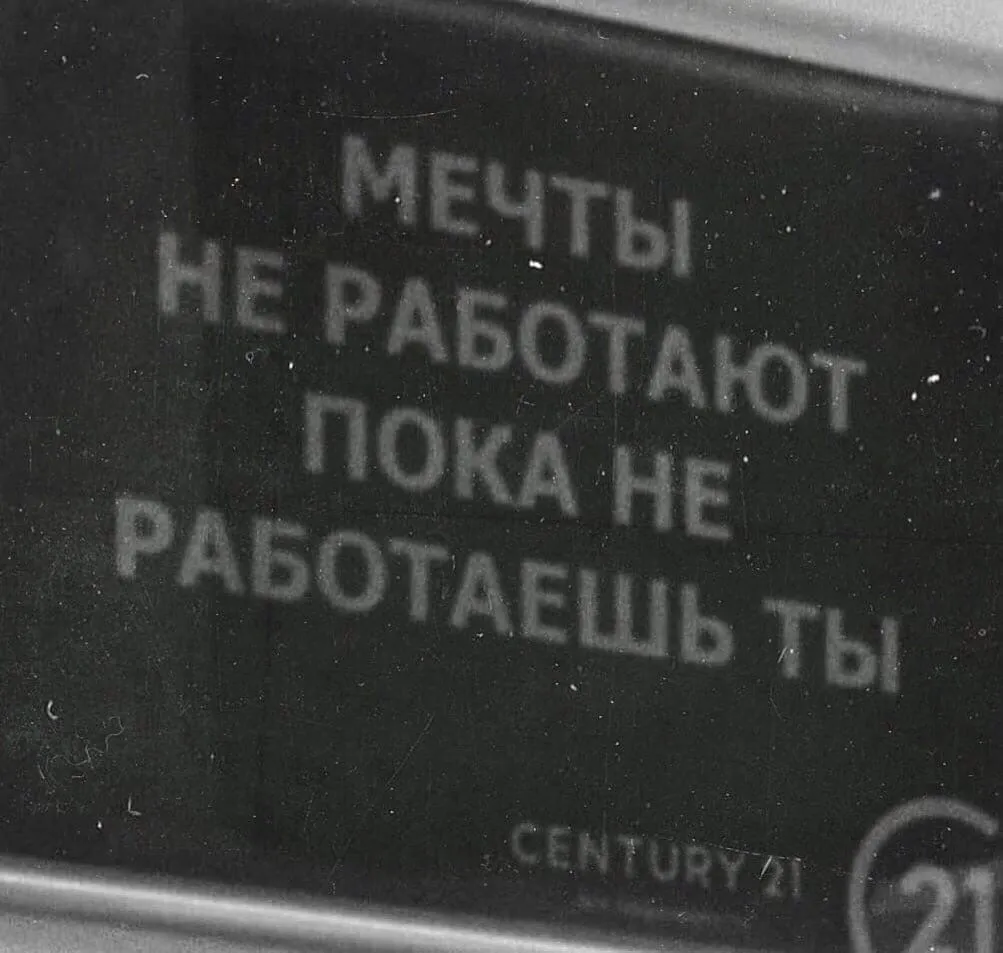 МЕЧТЫ
НЕ РАБОТАЮТ
ПОКА НЕ
РАБОТАЕШЬ ТЫ
CENTURY 21
21